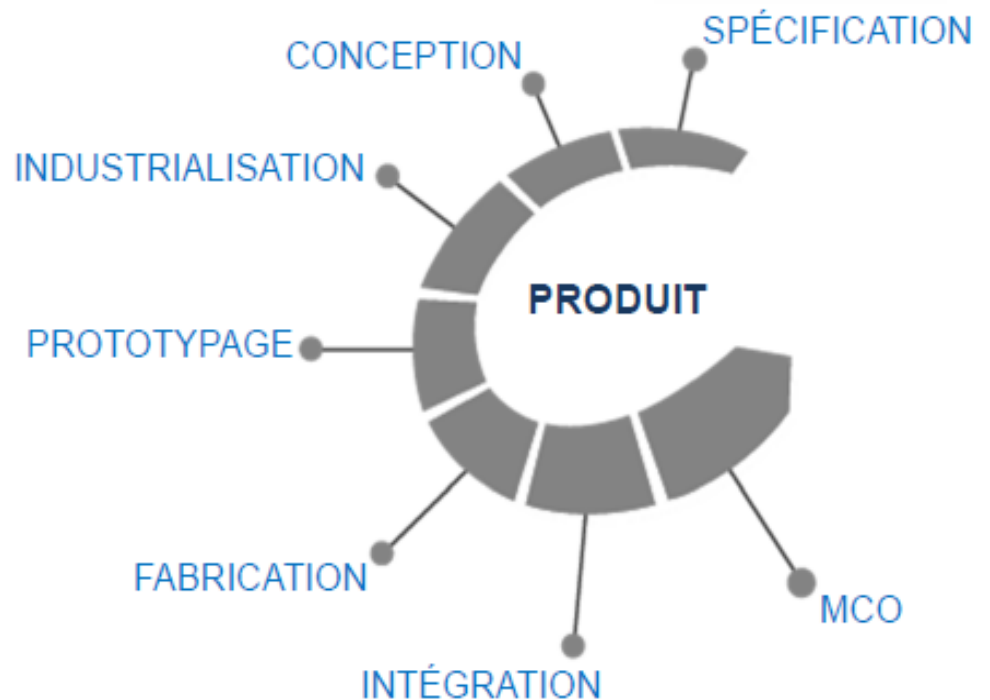 SPÉCIFICATION
CONCEPTION
INDUSTRIALISATION
PRODUIT
PROTOTYPAGE
FABRICATION
MCO
INTÉGRATION